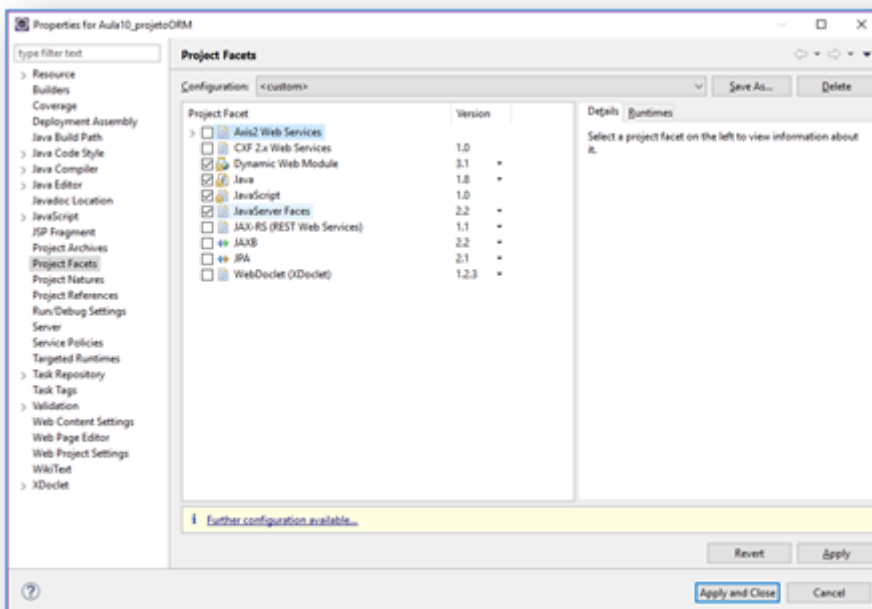 Properties for Aula10_projetoORM
type filter text
Resource
Builders
Coverage
Deployment Assembly
Java Build Path
Java Code Style
Java Compiler
Java Editor
Javadoc Location
JavaScript
JSP Fragment
Project Archives
Project Facets
Project Natures
Project References
Run/Debug Settings
Server
Service Policies
Targeted Runtimes
Task Repository
Task Tags
Validation
Web Content Settings
Web Page Editor
Web Project Settings
WikiText
XDoclet
Project Facets
Configuration: <custom>
Save As...
Delete
Project Facet Version
Axis2 Web Services
CXF 2.x Web Services 1.0
Dynamic Web Module 3.1
Java 1.8
JavaScript 1.0
JavaServer Faces 2.2
JAX-RS (REST Web Services) 1.1
JAXB 2.2
JPA 2.1
WebDoclet (XDoclet) 1.2.3
Details Runtimes
Select a project facet on the left to view information about
it.
i Further configuration available...
Revert Apply
? Apply and Close Cancel